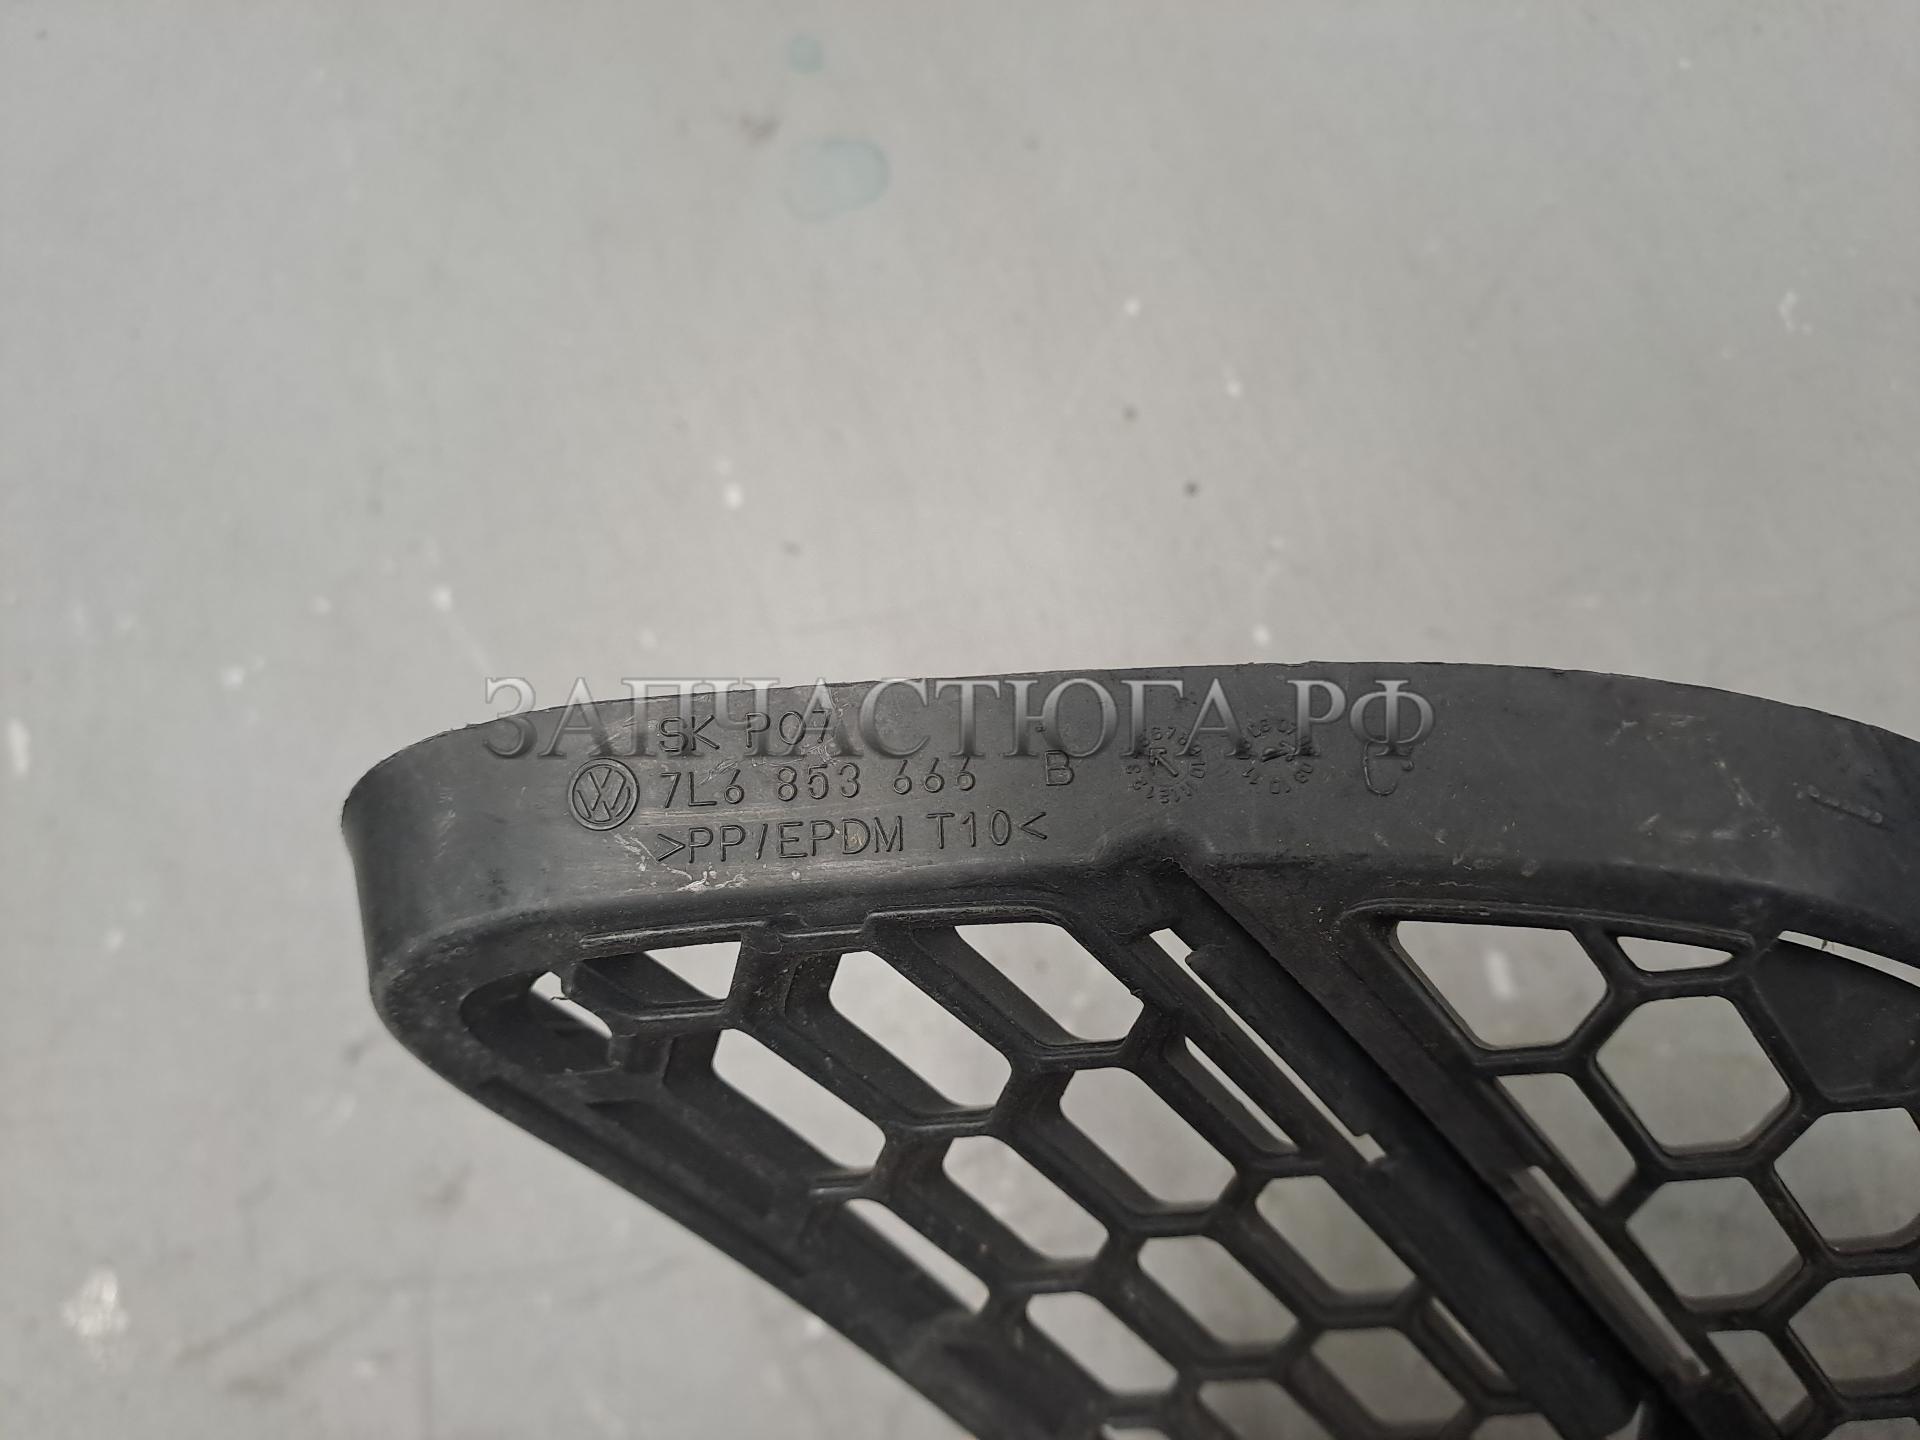 ЗАПЧАСТЮГА.РФ
SK P07
7L6 853 666 B
>PP/EPDM T10<